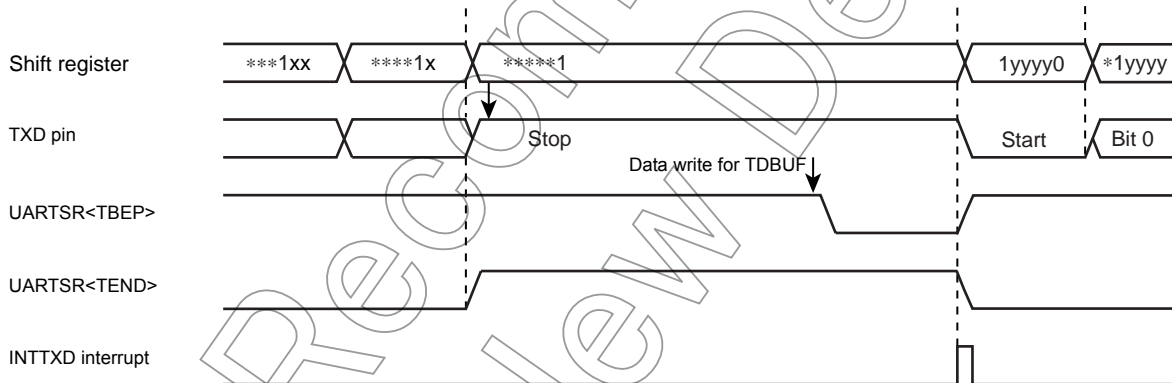 Shift register ***1xx ****1x *****1 1yyyy0 *1yyyy
TXD pin Stop Start Bit 0
Data write for TDBUF
UARTSR<TBEP>
UARTSR<TEND>
INTTXD interrupt